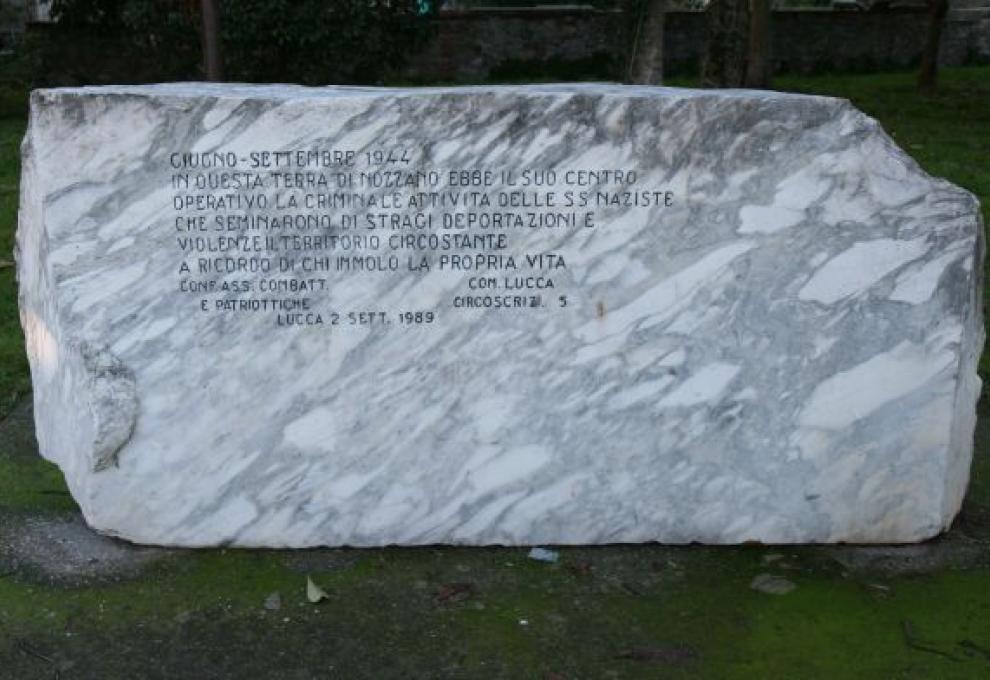 GIUGNO-SETTEMBRE 1944
IN QUESTA TERRA DI NOZZANO EBBE IL SUO CENTRO
OPERATIVO LA CRIMINALE ATTIVITA DELLE SS NAZISTE
CHE SEMINARONO DI STRAGI DEPORTAZIONI E
VIOLENZE IL TERRITORIO CIRCOSTANTE
A RICORDO DI CHI IMMOLO LA PROPRIA VITA
CONF. ASS. COMBATT. COM. LUCCA
E PATRIOTTICHE CIRCOSCRIZI. 5
LUCCA 2 SETT. 1989